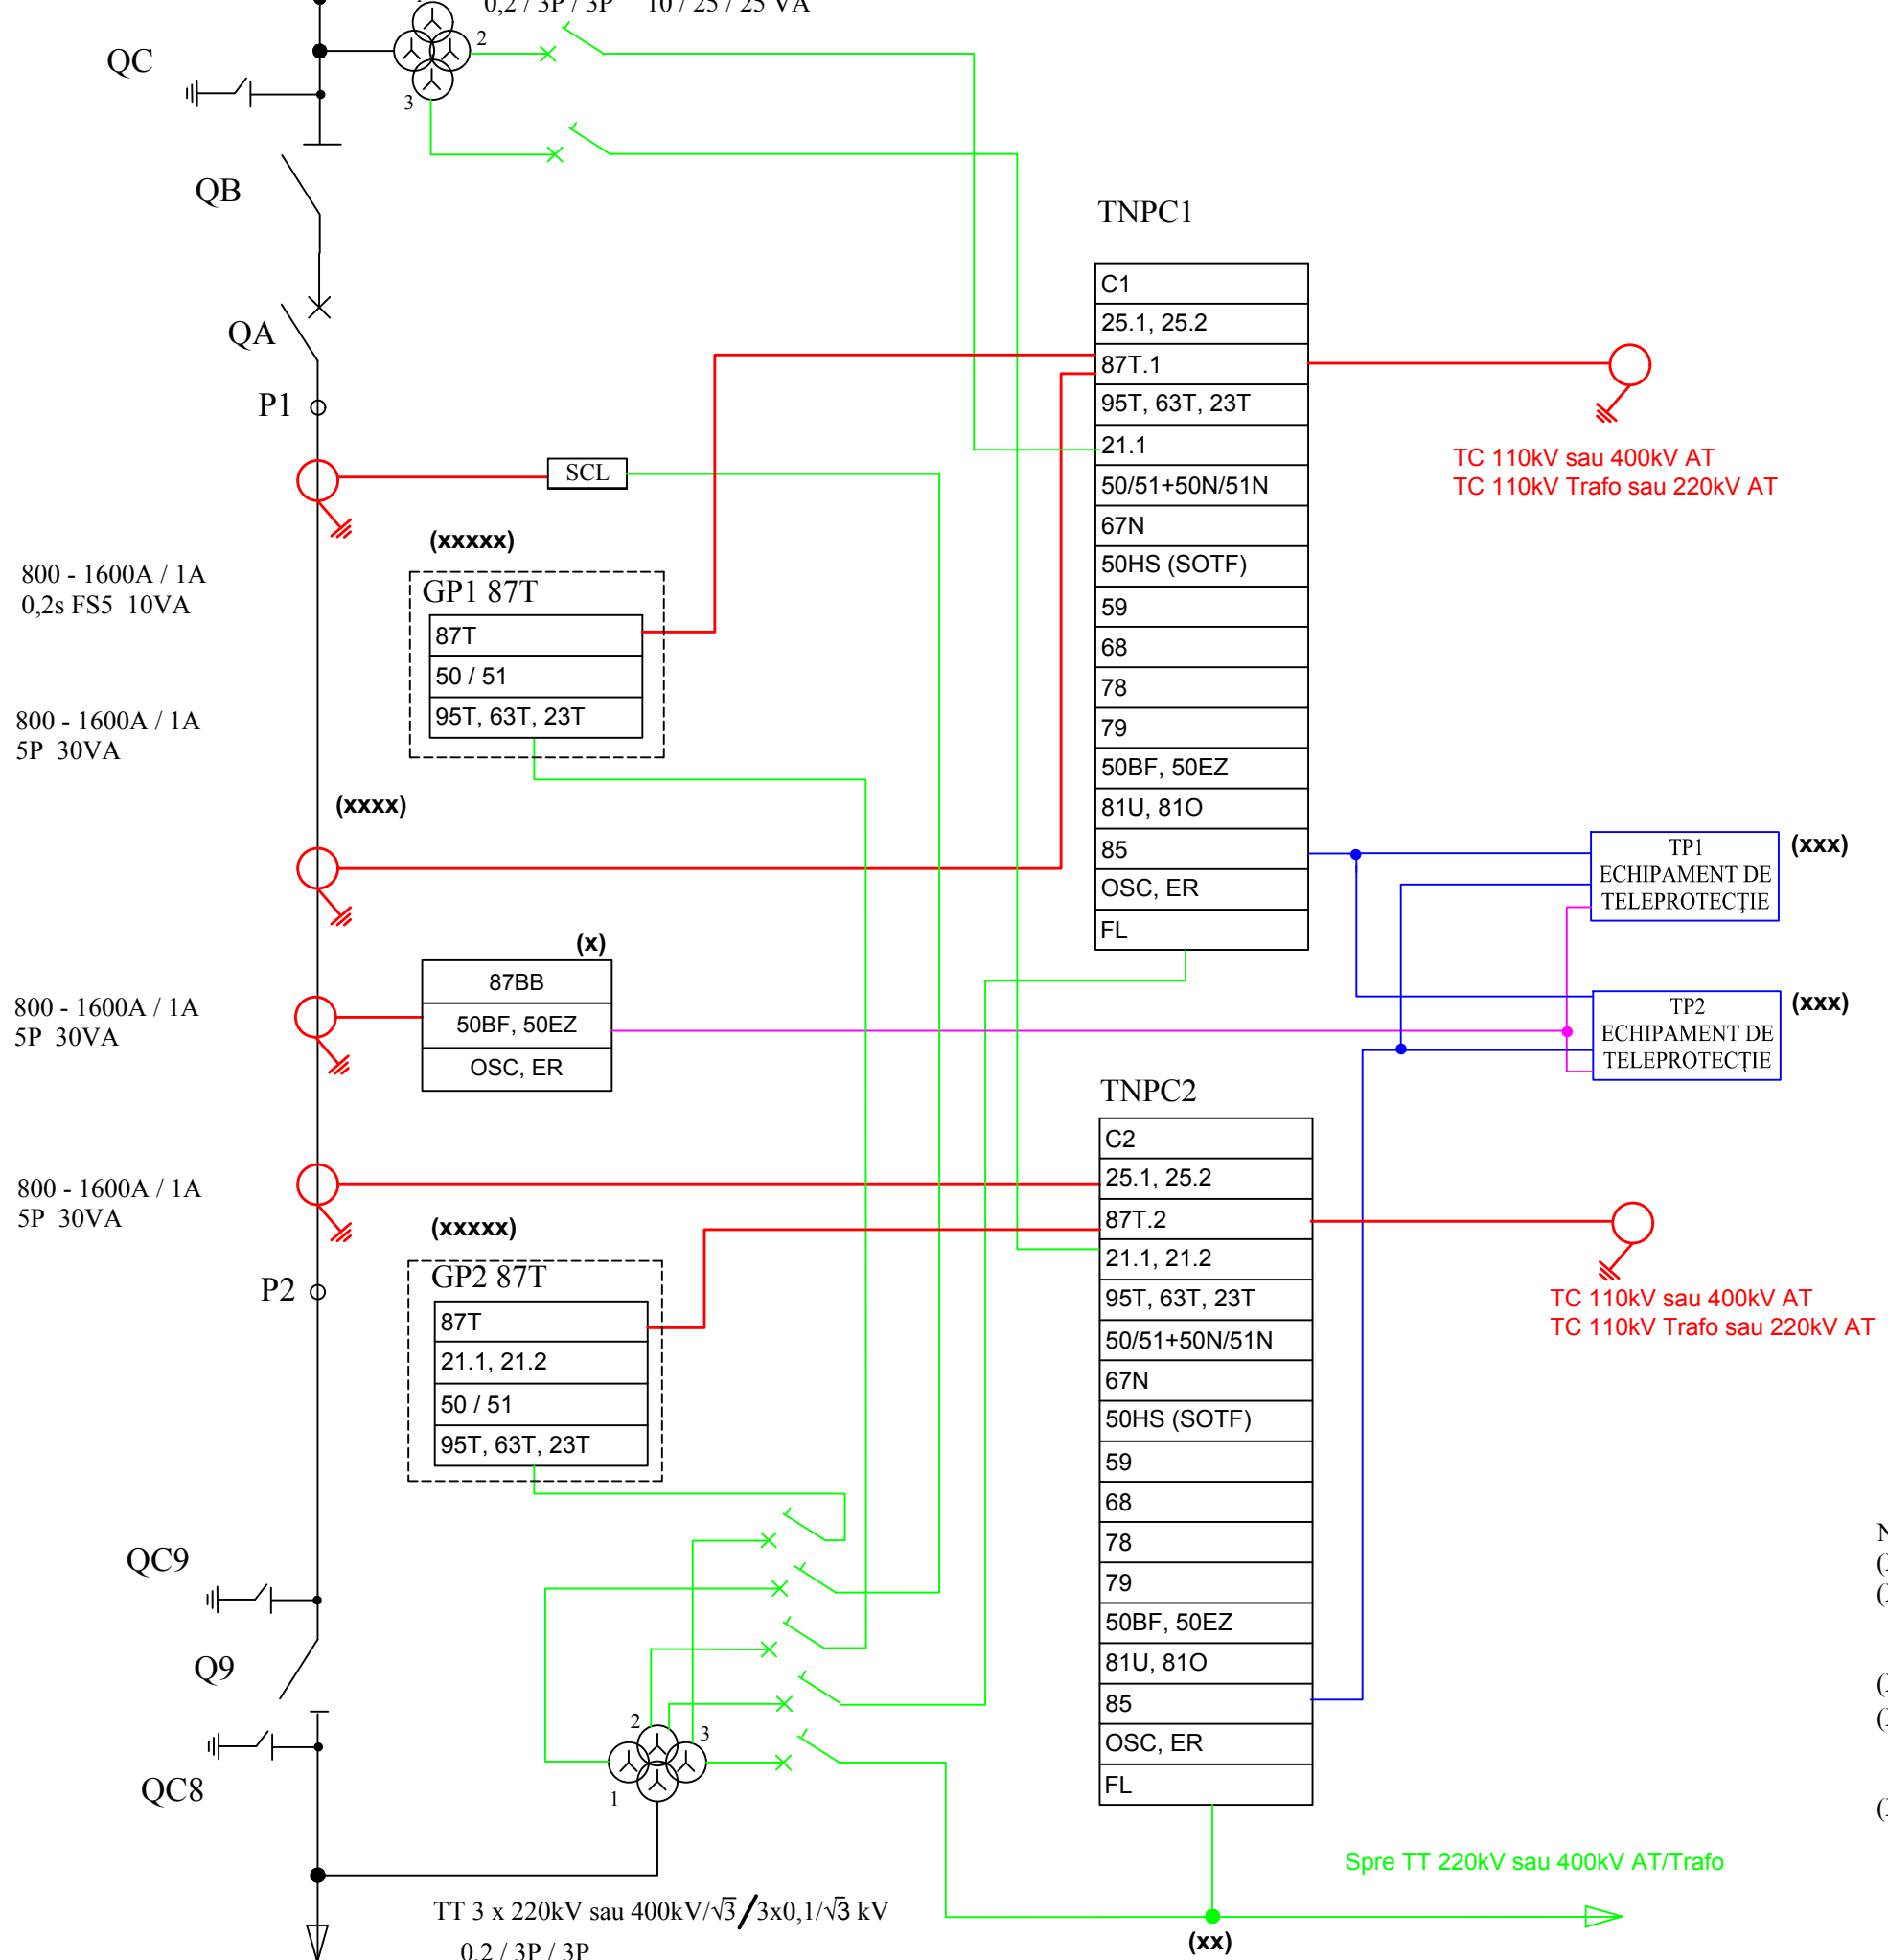 0,2 / 3P / 3P 10 / 25 / 25 VA
2
3
QC
QB
QA
P1
SCL
800 - 1600A / 1A
0,2s FS5 10VA
(xxxxx)
GP1 87T
87T
50 / 51
95T, 63T, 23T
800 - 1600A / 1A
5P 30VA
(xxxx)
(x)
87BB
50BF, 50EZ
OSC, ER
800 - 1600A / 1A
5P 30VA
800 - 1600A / 1A
5P 30VA
P2
(xxxxx)
GP2 87T
87T
21.1, 21.2
50 / 51
95T, 63T, 23T
QC9
Q9
QC8
2
3
1
TT 3 x 220kV sau 400kV/√3/3x0,1/√3 kV
0,2 / 3P / 3P
TNPC1
C1
25.1, 25.2
87T.1
95T, 63T, 23T
21.1
50/51+50N/51N
67N
50HS (SOTF)
59
68
78
79
50BF, 50EZ
81U, 81O
85
OSC, ER
FL
TC 110kV sau 400kV AT
TC 110kV Trafo sau 220kV AT
TP1
ECHIPAMENT DE
TELEPROTECŢIE
(xxx)
TP2
ECHIPAMENT DE
TELEPROTECŢIE
(xxx)
TNPC2
C2
25.1, 25.2
87T.2
21.1, 21.2
95T, 63T, 23T
50/51+50N/51N
67N
50HS (SOTF)
59
68
78
79
50BF, 50EZ
81U, 81O
85
OSC, ER
FL
TC 110kV sau 400kV AT
TC 110kV Trafo sau 220kV AT
Spre TT 220kV sau 400kV AT/Trafo
(xx)